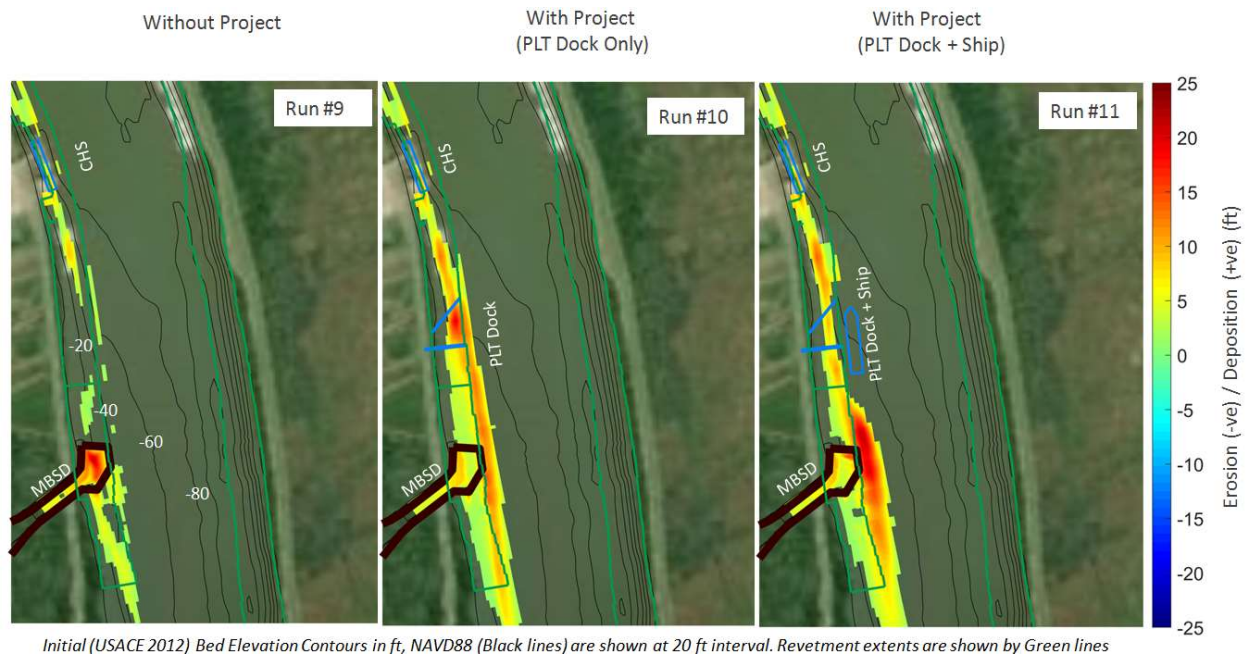 Without Project
With Project
(PLT Dock Only)
With Project
(PLT Dock + Ship)
Run #9
CHS
-20
-40
-60
-80
MBSD
Run #10
CHS
PLT Dock
MBSD
Run #11
CHS
PLT Dock + Ship
MBSD
25
20
15
10
5
0
-5
-10
-15
-20
-25
Erosion (-ve) / Deposition (+ve) (ft)
Initial (USACE 2012) Bed Elevation Contours in ft, NAVD88 (Black lines) are shown at 20 ft interval. Revetment extents are shown by Green lines